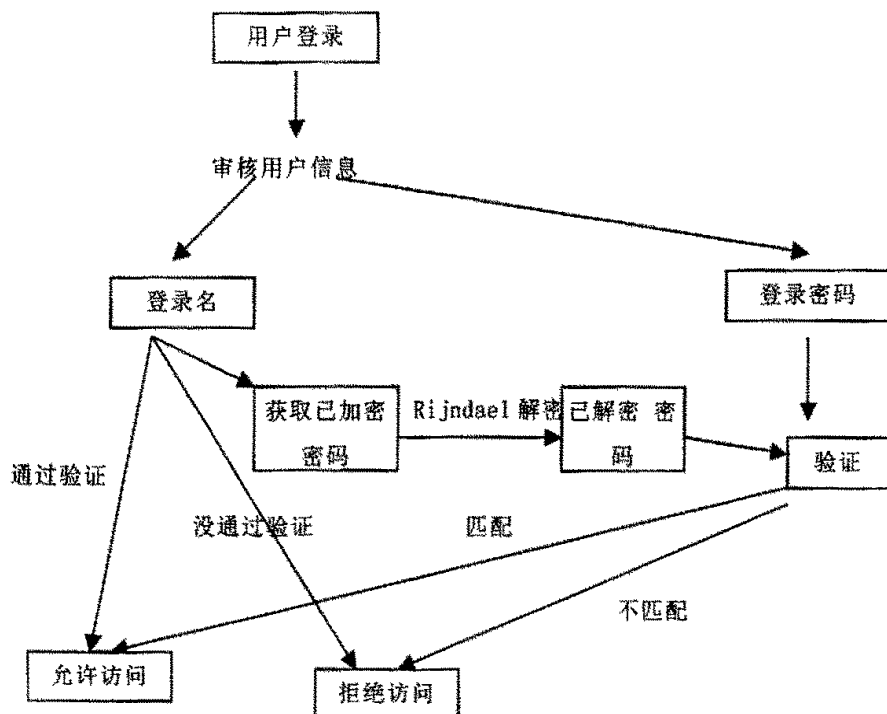 用户登录
审核用户信息
登录名
登录密码
获取已加密
密码
Rijndael 解密
已解密 密
码
验证
通过验证
没通过验证
匹配
不匹配
允许访问
拒绝访问